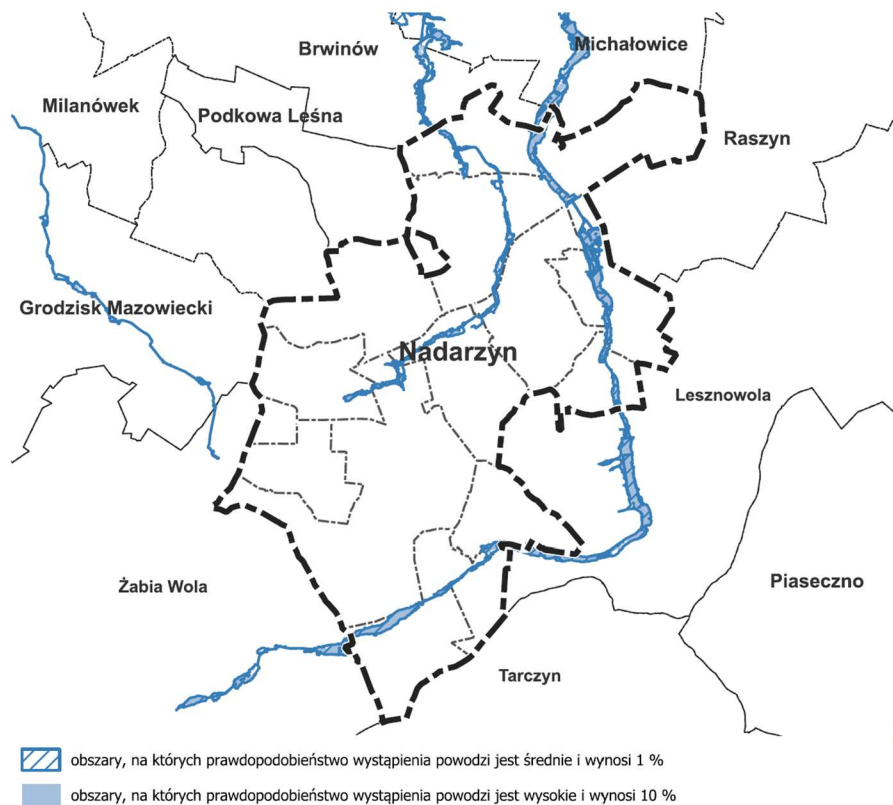 Brwinów
Michałowice
Milanówek
Podkowa Leśna
Raszyn
Grodzisk Mazowiecki
Nadarzyn
Lesznowola
Żabia Wola
Piaseczno
Tarczyn
obszary, na których prawdopodobieństwo wystąpienia powodzi jest średnie i wynosi 1 %
obszary, na których prawdopodobieństwo wystąpienia powodzi jest wysokie i wynosi 10 %